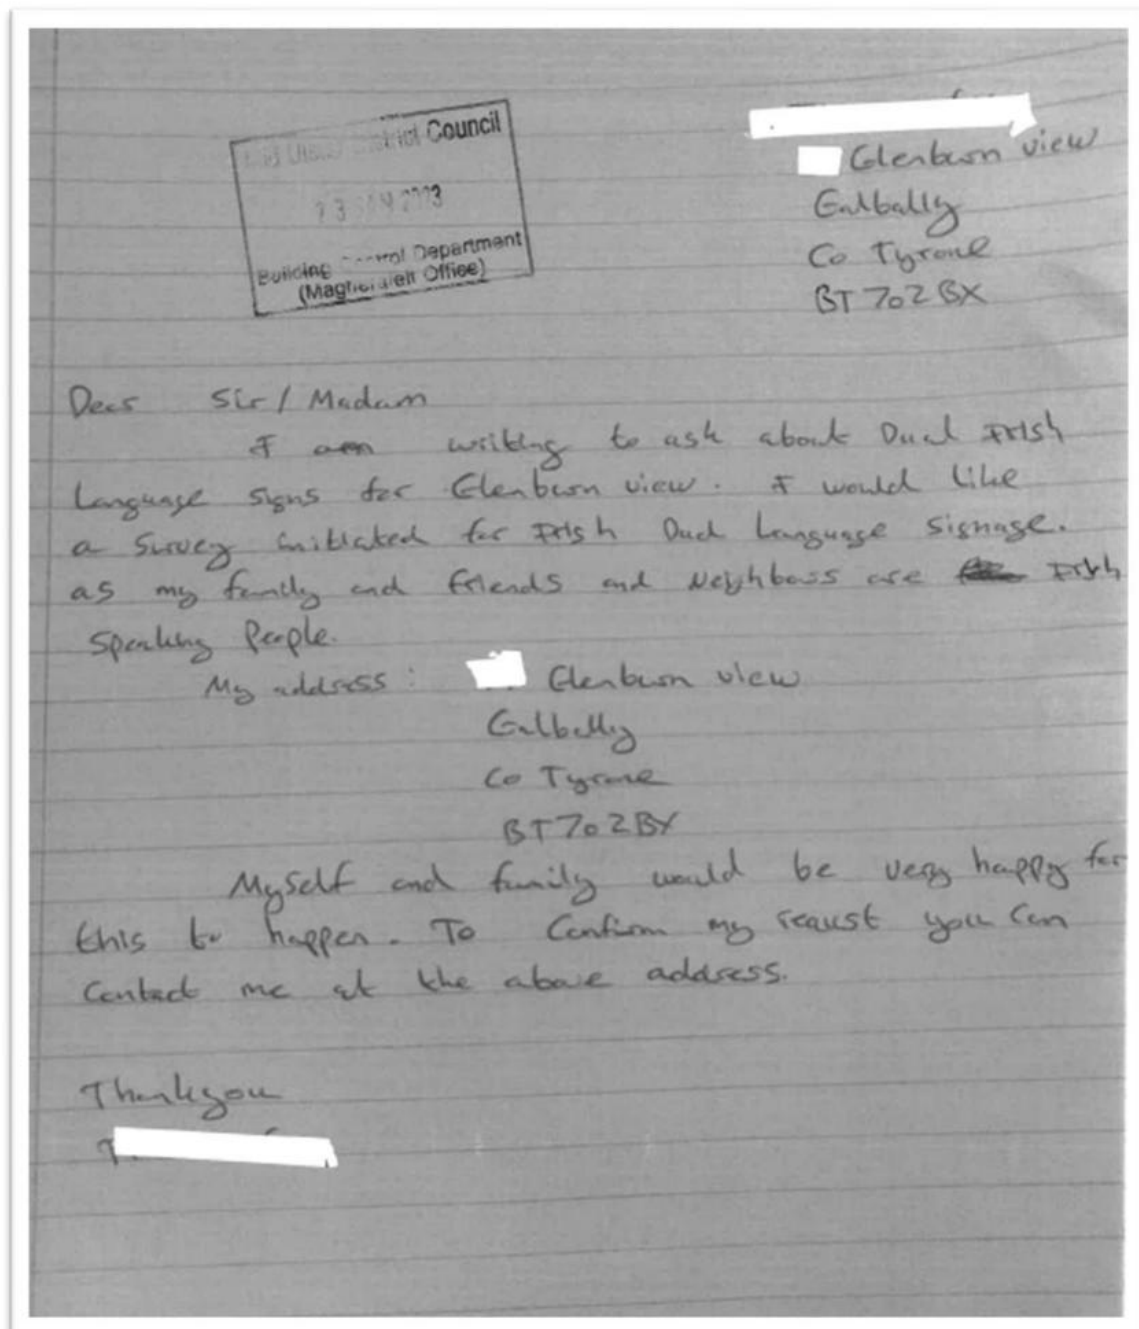 District Council
2023
Building Control Department
(Magherafelt Office)
Glenburn view
Galbally
Co Tyrone
BT70 2BX
Dear Sir / Madam
I am writing to ask about Dual Irish
Language signs for Glenburn view. I would like
a Survey initiated for Irish Dual Language Signage.
as my family and friends and Neighbours are Irish
Speaking People.
My address : Glenburn view
Galbally
Co Tyrone
BT70 2BX
Myself and family would be very happy for
this to happen. To Confirm my request you Can
Contact me at the above address.
Thankyou